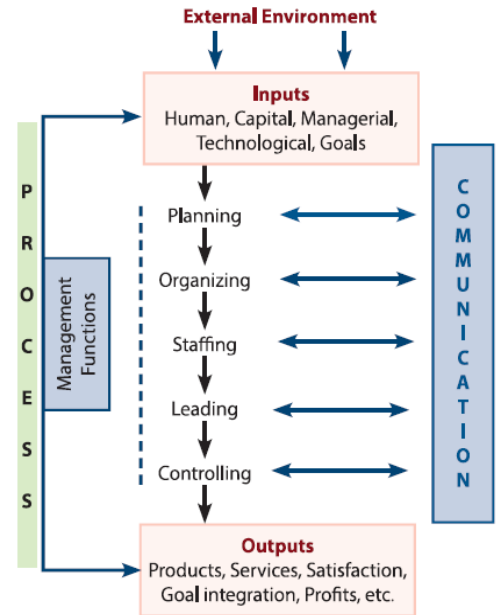 External Environment
Inputs
Human, Capital, Managerial,
Technological, Goals
PROCESS
Management
Functions
Planning
Organizing
Staffing
Leading
Controlling
COMMUNICATION
Outputs
Products, Services, Satisfaction,
Goal integration, Profits, etc.